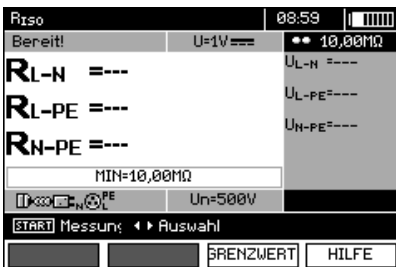 RISO 08:59
Bereit! U=1V ●● 10,00MΩ
RL-N =---
RL-PE =---
RN-PE =---
UL-N =---
UL-PE=---
UN-PE=---
MIN=10,00MΩ
N PE L Un=500V
START Messung Auswahl
GRENZWERT HILFE